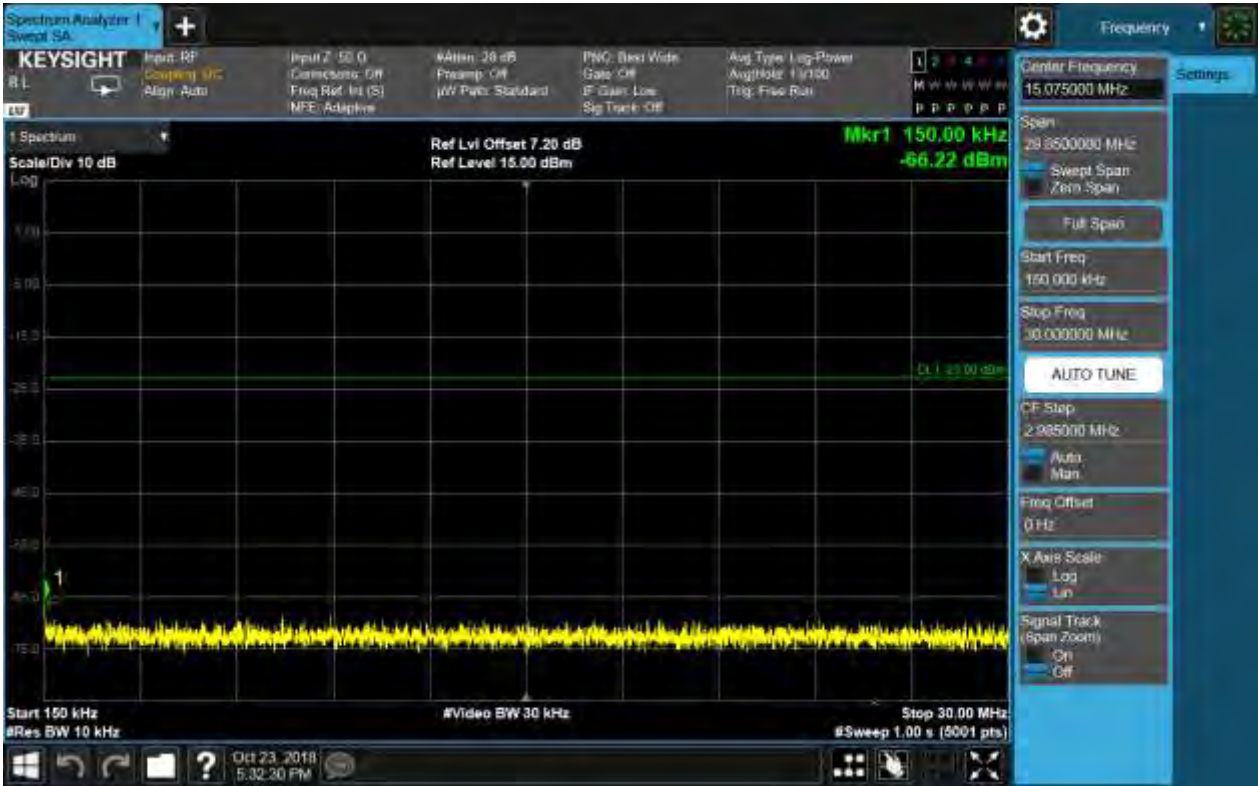 Spectrum Analyzer 1
Swept SA
Frequency
KEYSIGHT
Input: RF
Coupling: DC
Align: Auto
Input Z: 50 Ω
Corrections: Off
Freq Ref: Int (S)
NFE: Adaptive
#Atten: 28 dB
Preamp: Off
µW Path: Standard
PNO: Best Wide
Gate: Off
IF Gain: Low
Sig Track: Off
Avg Type: Log-Power
Trig: Free Run
Center Frequency
15.075000 MHz
Settings
Span
29.8500000 MHz
Swept Span
Zero Span
Full Span
Start Freq
150.000 kHz
Stop Freq
30.000000 MHz
AUTO TUNE
CF Step
2.985000 MHz
Auto
Man
Freq Offset
0 Hz
X Axis Scale
Log
Lin
Signal Track
(Span Zoom)
On
Off
1 Spectrum
Scale/Div 10 dB
Log
Ref Lvl Offset 7.20 dB
Ref Level 15.00 dBm
Mkr1 150.00 kHz
-66.22 dBm
1
Start 150 kHz
#Res BW 10 kHz
#Video BW 30 kHz
Stop 30.00 MHz
#Sweep 1.00 s (5001 pts)
Oct 23, 2018
5:32:30 PM